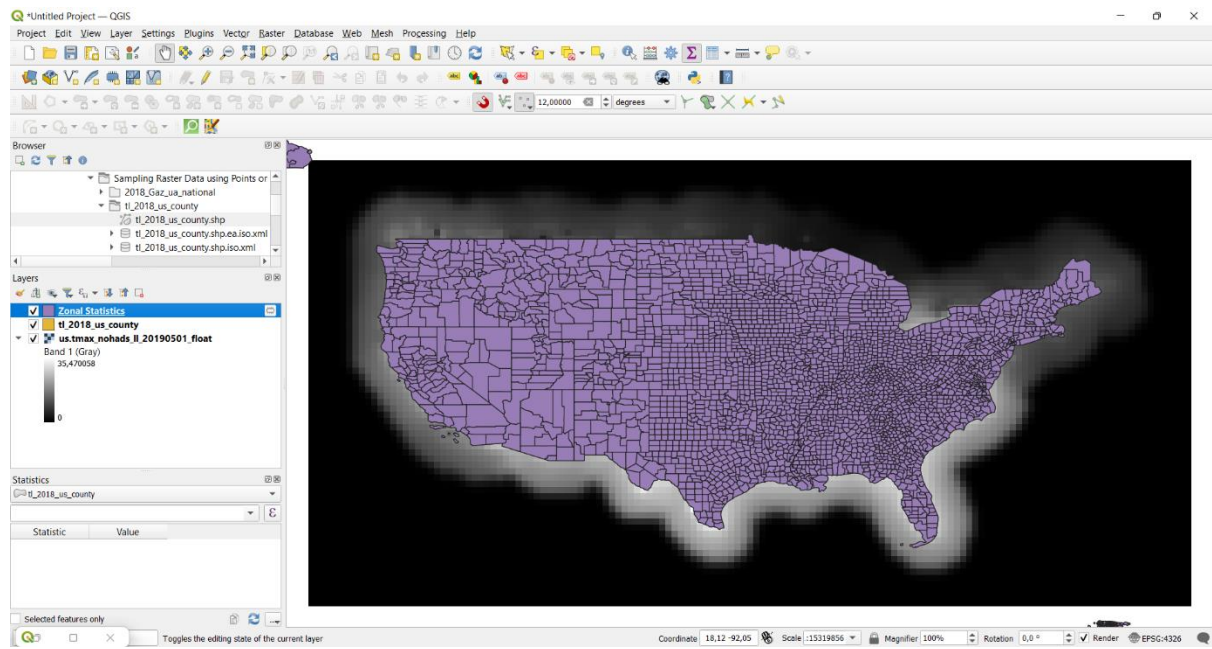 *Untitled Project — QGIS
Project Edit View Layer Settings Plugins Vector Raster Database Web Mesh Processing Help
abc abc
12,00000 degrees
Browser
Sampling Raster Data using Points or
2018_Gaz_ua_national
tl_2018_us_county
tl_2018_us_county.shp
tl_2018_us_county.shp.ea.iso.xml
tl_2018_us_county.shp.iso.xml
Layers
Zonal Statistics
tl_2018_us_county
us.tmax_nohads_ll_20190501_float
Band 1 (Gray)
35,470058
0
Statistics
tl_2018_us_county
ε
Statistic Value
Selected features only
Toggles the editing state of the current layer
Coordinate 18,12 -92,05 Scale :15319856 Magnifier 100% Rotation 0,0 ° Render EPSG:4326